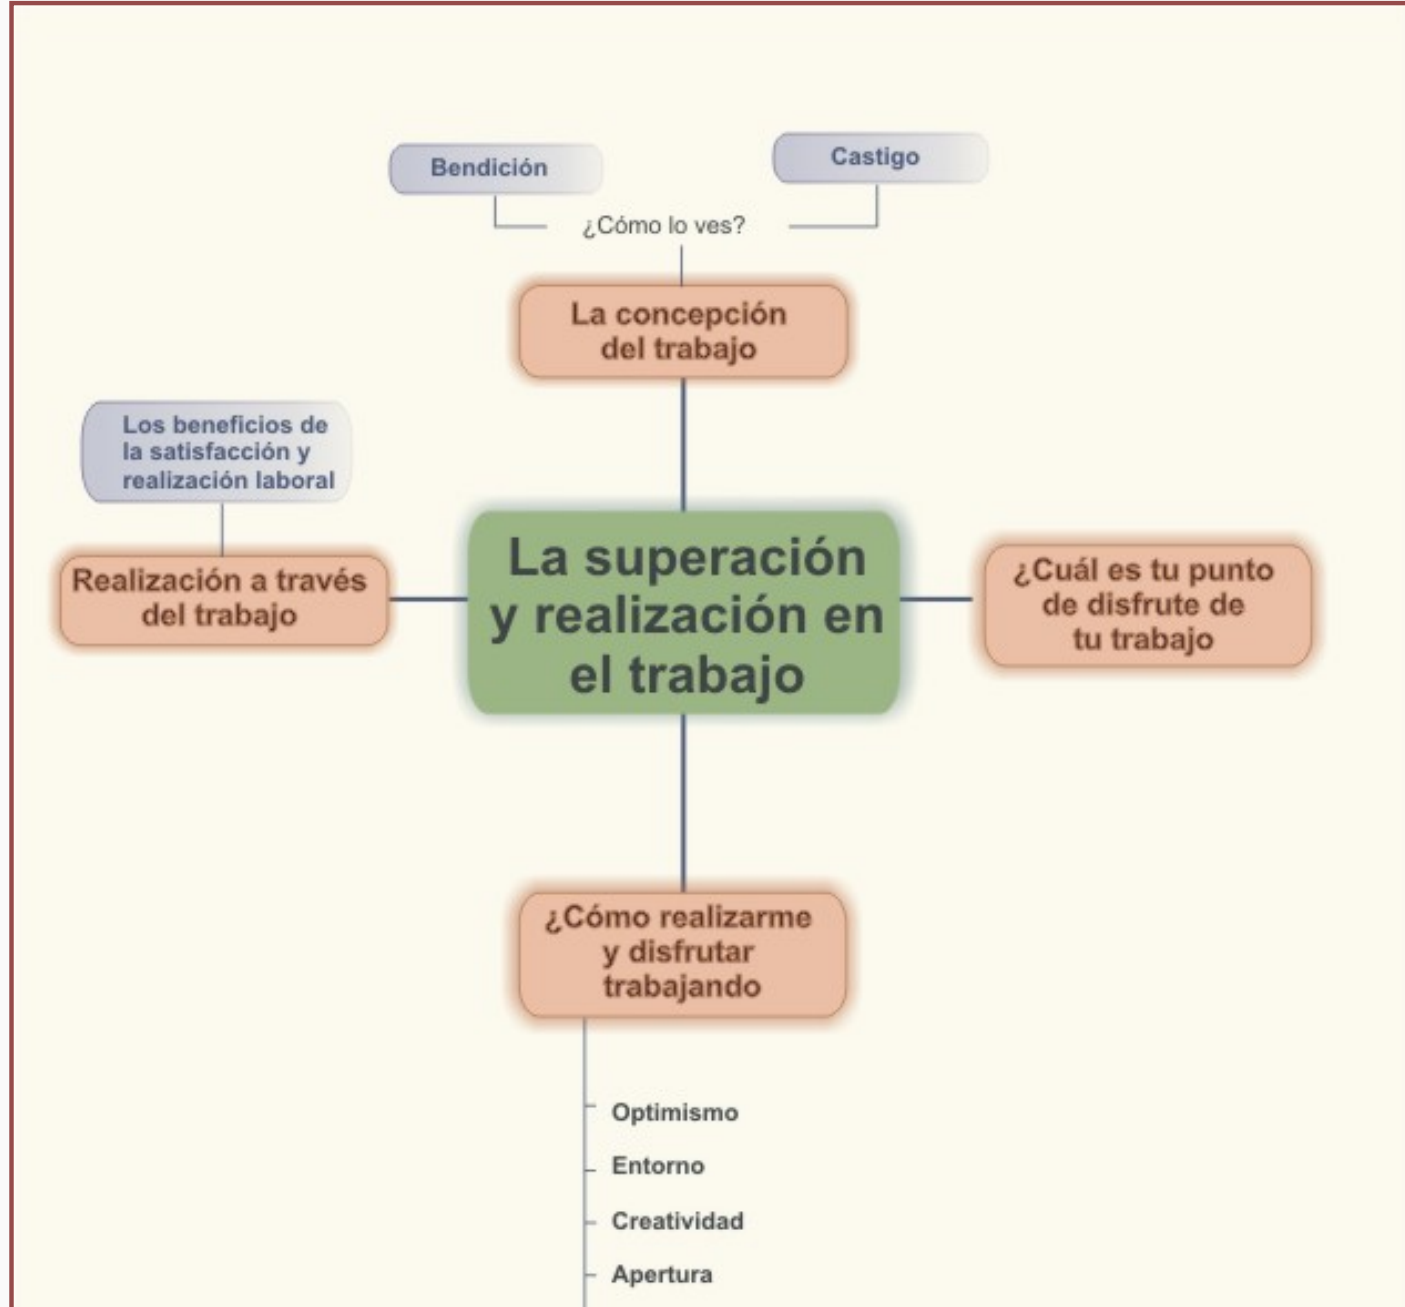 Bendición
Castigo
¿Cómo lo ves?
La concepción
del trabajo
Los beneficios de
la satisfacción y
realización laboral
Realización a través
del trabajo
La superación
y realización en
el trabajo
¿Cuál es tu punto
de disfrute de
tu trabajo
¿Cómo realizarme
y disfrutar
trabajando
Optimismo
Entorno
Creatividad
Apertura